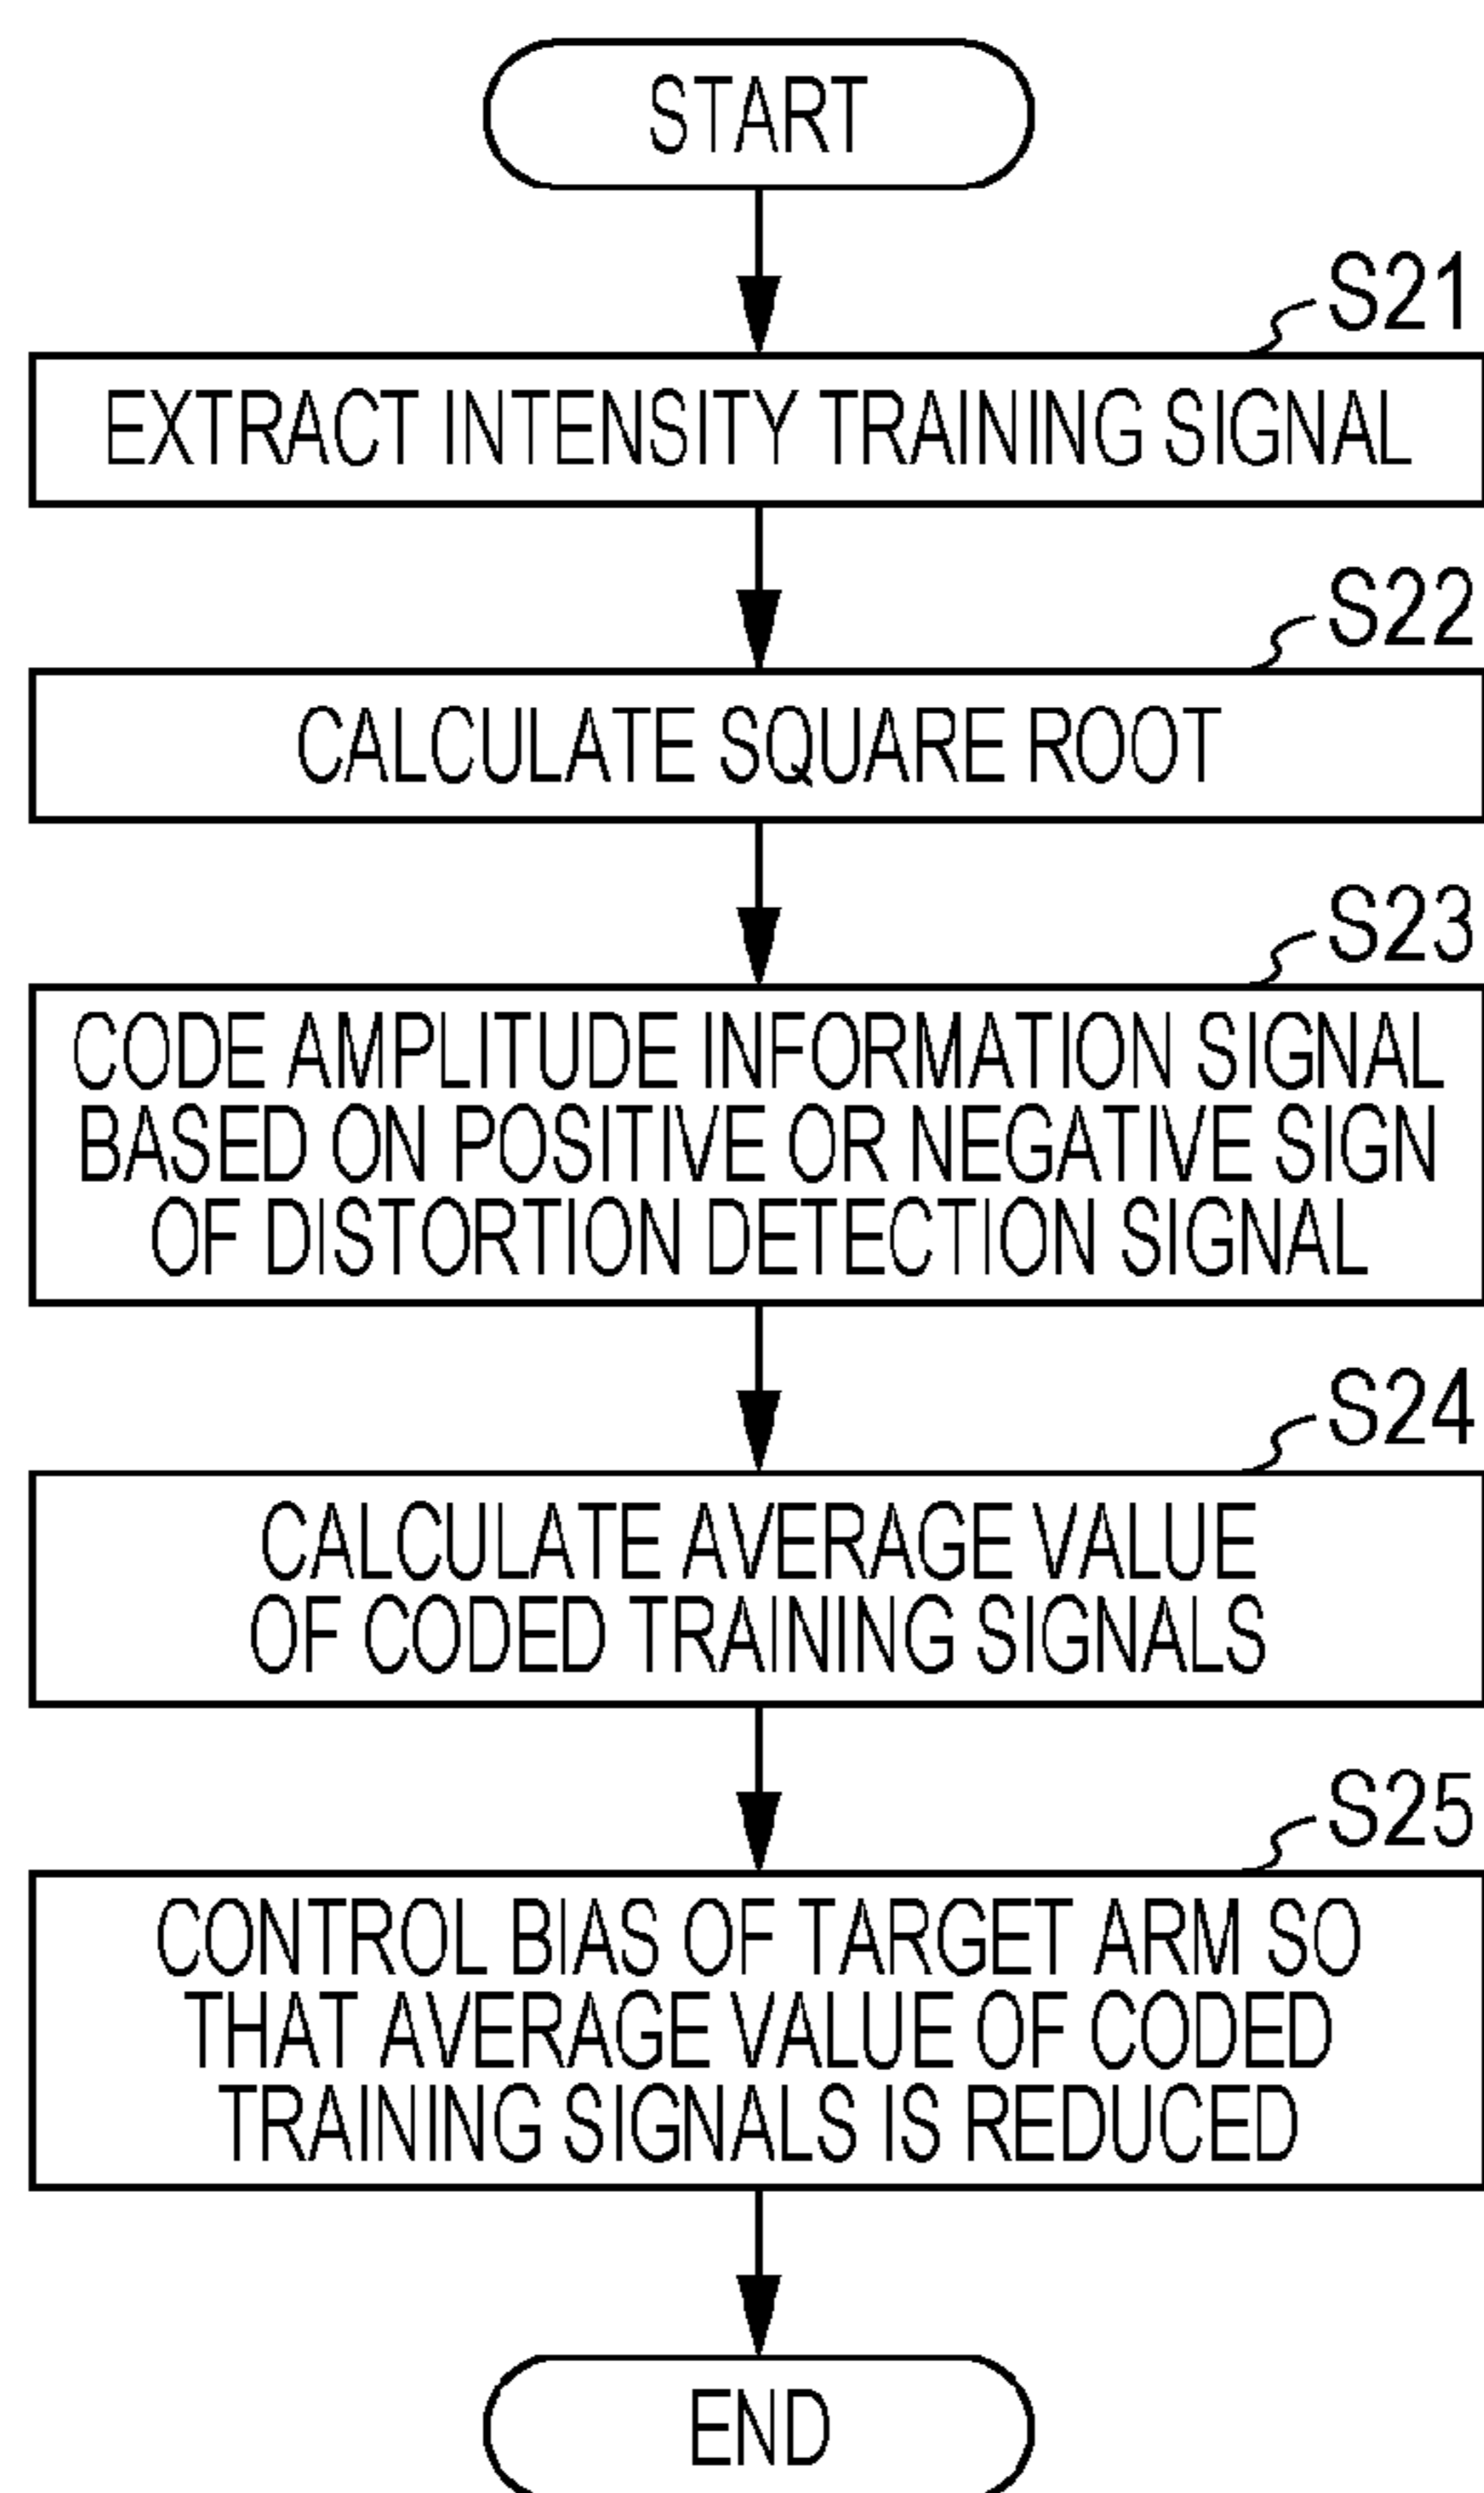 START
S21
EXTRACT INTENSITY TRAINING SIGNAL
S22
CALCULATE SQUARE ROOT
S23
CODE AMPLITUDE INFORMATION SIGNAL
BASED ON POSITIVE OR NEGATIVE SIGN
OF DISTORTION DETECTION SIGNAL
S24
CALCULATE AVERAGE VALUE
OF CODED TRAINING SIGNALS
S25
CONTROL BIAS OF TARGET ARM SO
THAT AVERAGE VALUE OF CODED
TRAINING SIGNALS IS REDUCED
END